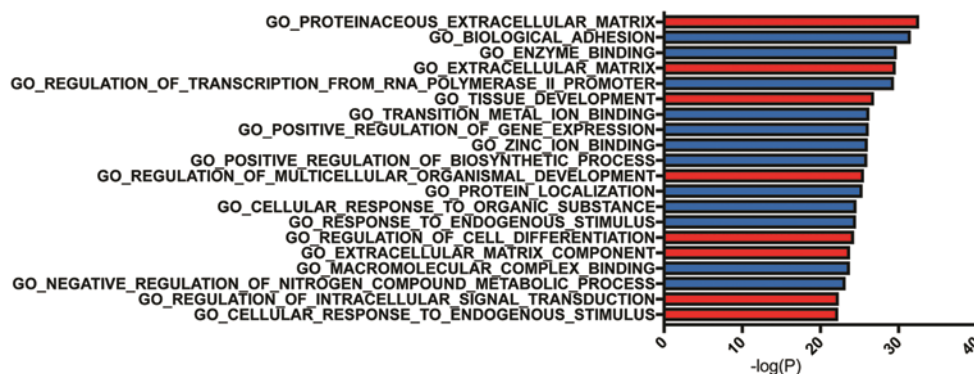 GO_PROTEINACEOUS_EXTRACELLULAR_MATRIX
GO_BIOLOGICAL_ADHESION
GO_ENZYME_BINDING
GO_EXTRACELLULAR_MATRIX
GO_REGULATION_OF_TRANSCRIPTION_FROM_RNA_POLYMERASE_II_PROMOTER
GO_TISSUE_DEVELOPMENT
GO_TRANSITION_METAL_ION_BINDING
GO_POSITIVE_REGULATION_OF_GENE_EXPRESSION
GO_ZINC_ION_BINDING
GO_POSITIVE_REGULATION_OF_BIOSYNTHETIC_PROCESS
GO_REGULATION_OF_MULTICELLULAR_ORGANISMAL_DEVELOPMENT
GO_PROTEIN_LOCALIZATION
GO_CELLULAR_RESPONSE_TO_ORGANIC_SUBSTANCE
GO_RESPONSE_TO_ENDOGENOUS_STIMULUS
GO_REGULATION_OF_CELL_DIFFERENTIATION
GO_EXTRACELLULAR_MATRIX_COMPONENT
GO_MACROMOLECULAR_COMPLEX_BINDING
GO_NEGATIVE_REGULATION_OF_NITROGEN_COMPOUND_METABOLIC_PROCESS
GO_REGULATION_OF_INTRACELLULAR_SIGNAL_TRANSDUCTION
GO_CELLULAR_RESPONSE_TO_ENDOGENOUS_STIMULUS
0 10 20 30 40
-log(P)